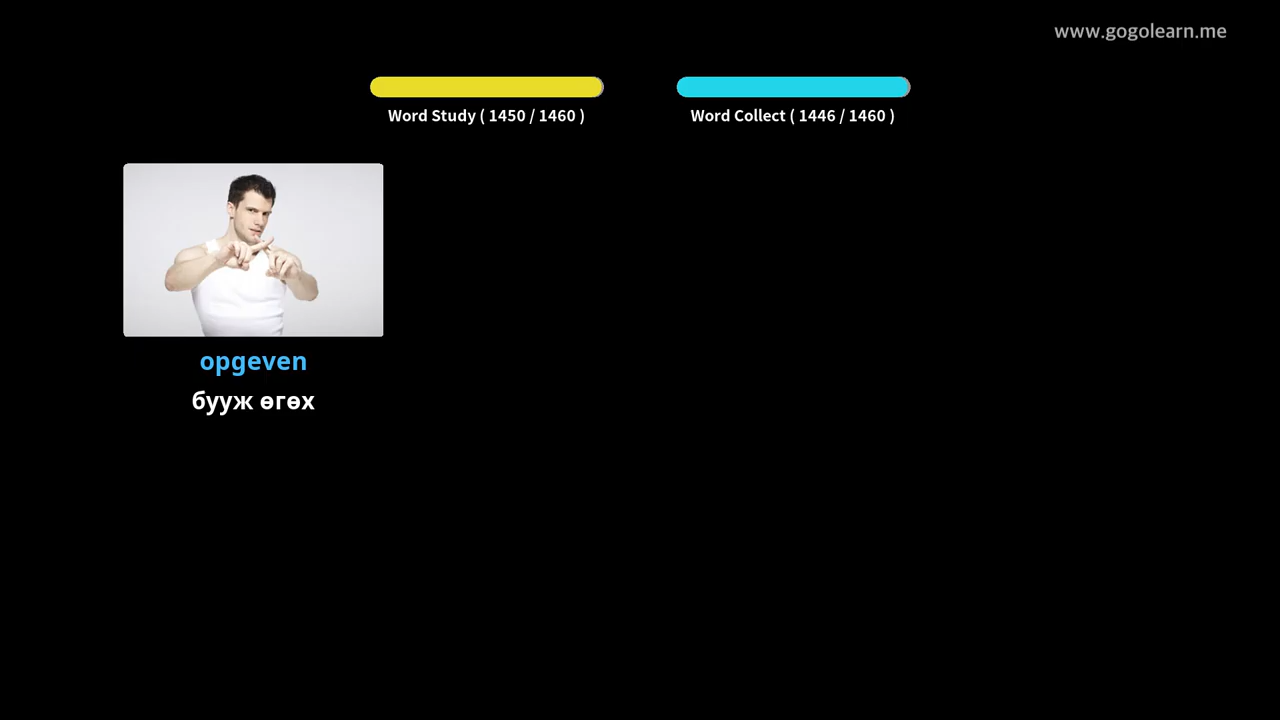 www.gogolearn.me
Word Study ( 1450 / 1460 )
Word Collect ( 1446 / 1460 )
opgeven
бууж өгөх